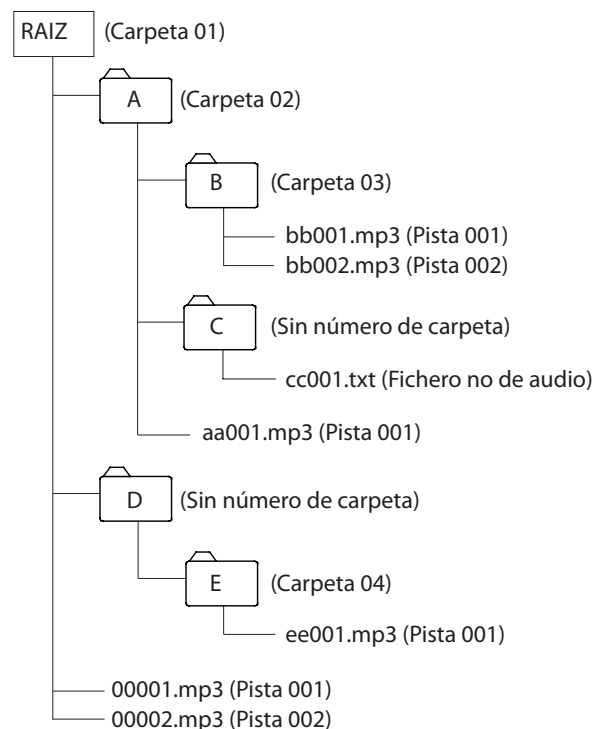 RAIZ (Carpeta 01)
A (Carpeta 02)
B (Carpeta 03)
bb001.mp3 (Pista 001)
bb002.mp3 (Pista 002)
C (Sin número de carpeta)
cc001.txt (Fichero no de audio)
aa001.mp3 (Pista 001)
D (Sin número de carpeta)
E (Carpeta 04)
ee001.mp3 (Pista 001)
00001.mp3 (Pista 001)
00002.mp3 (Pista 002)